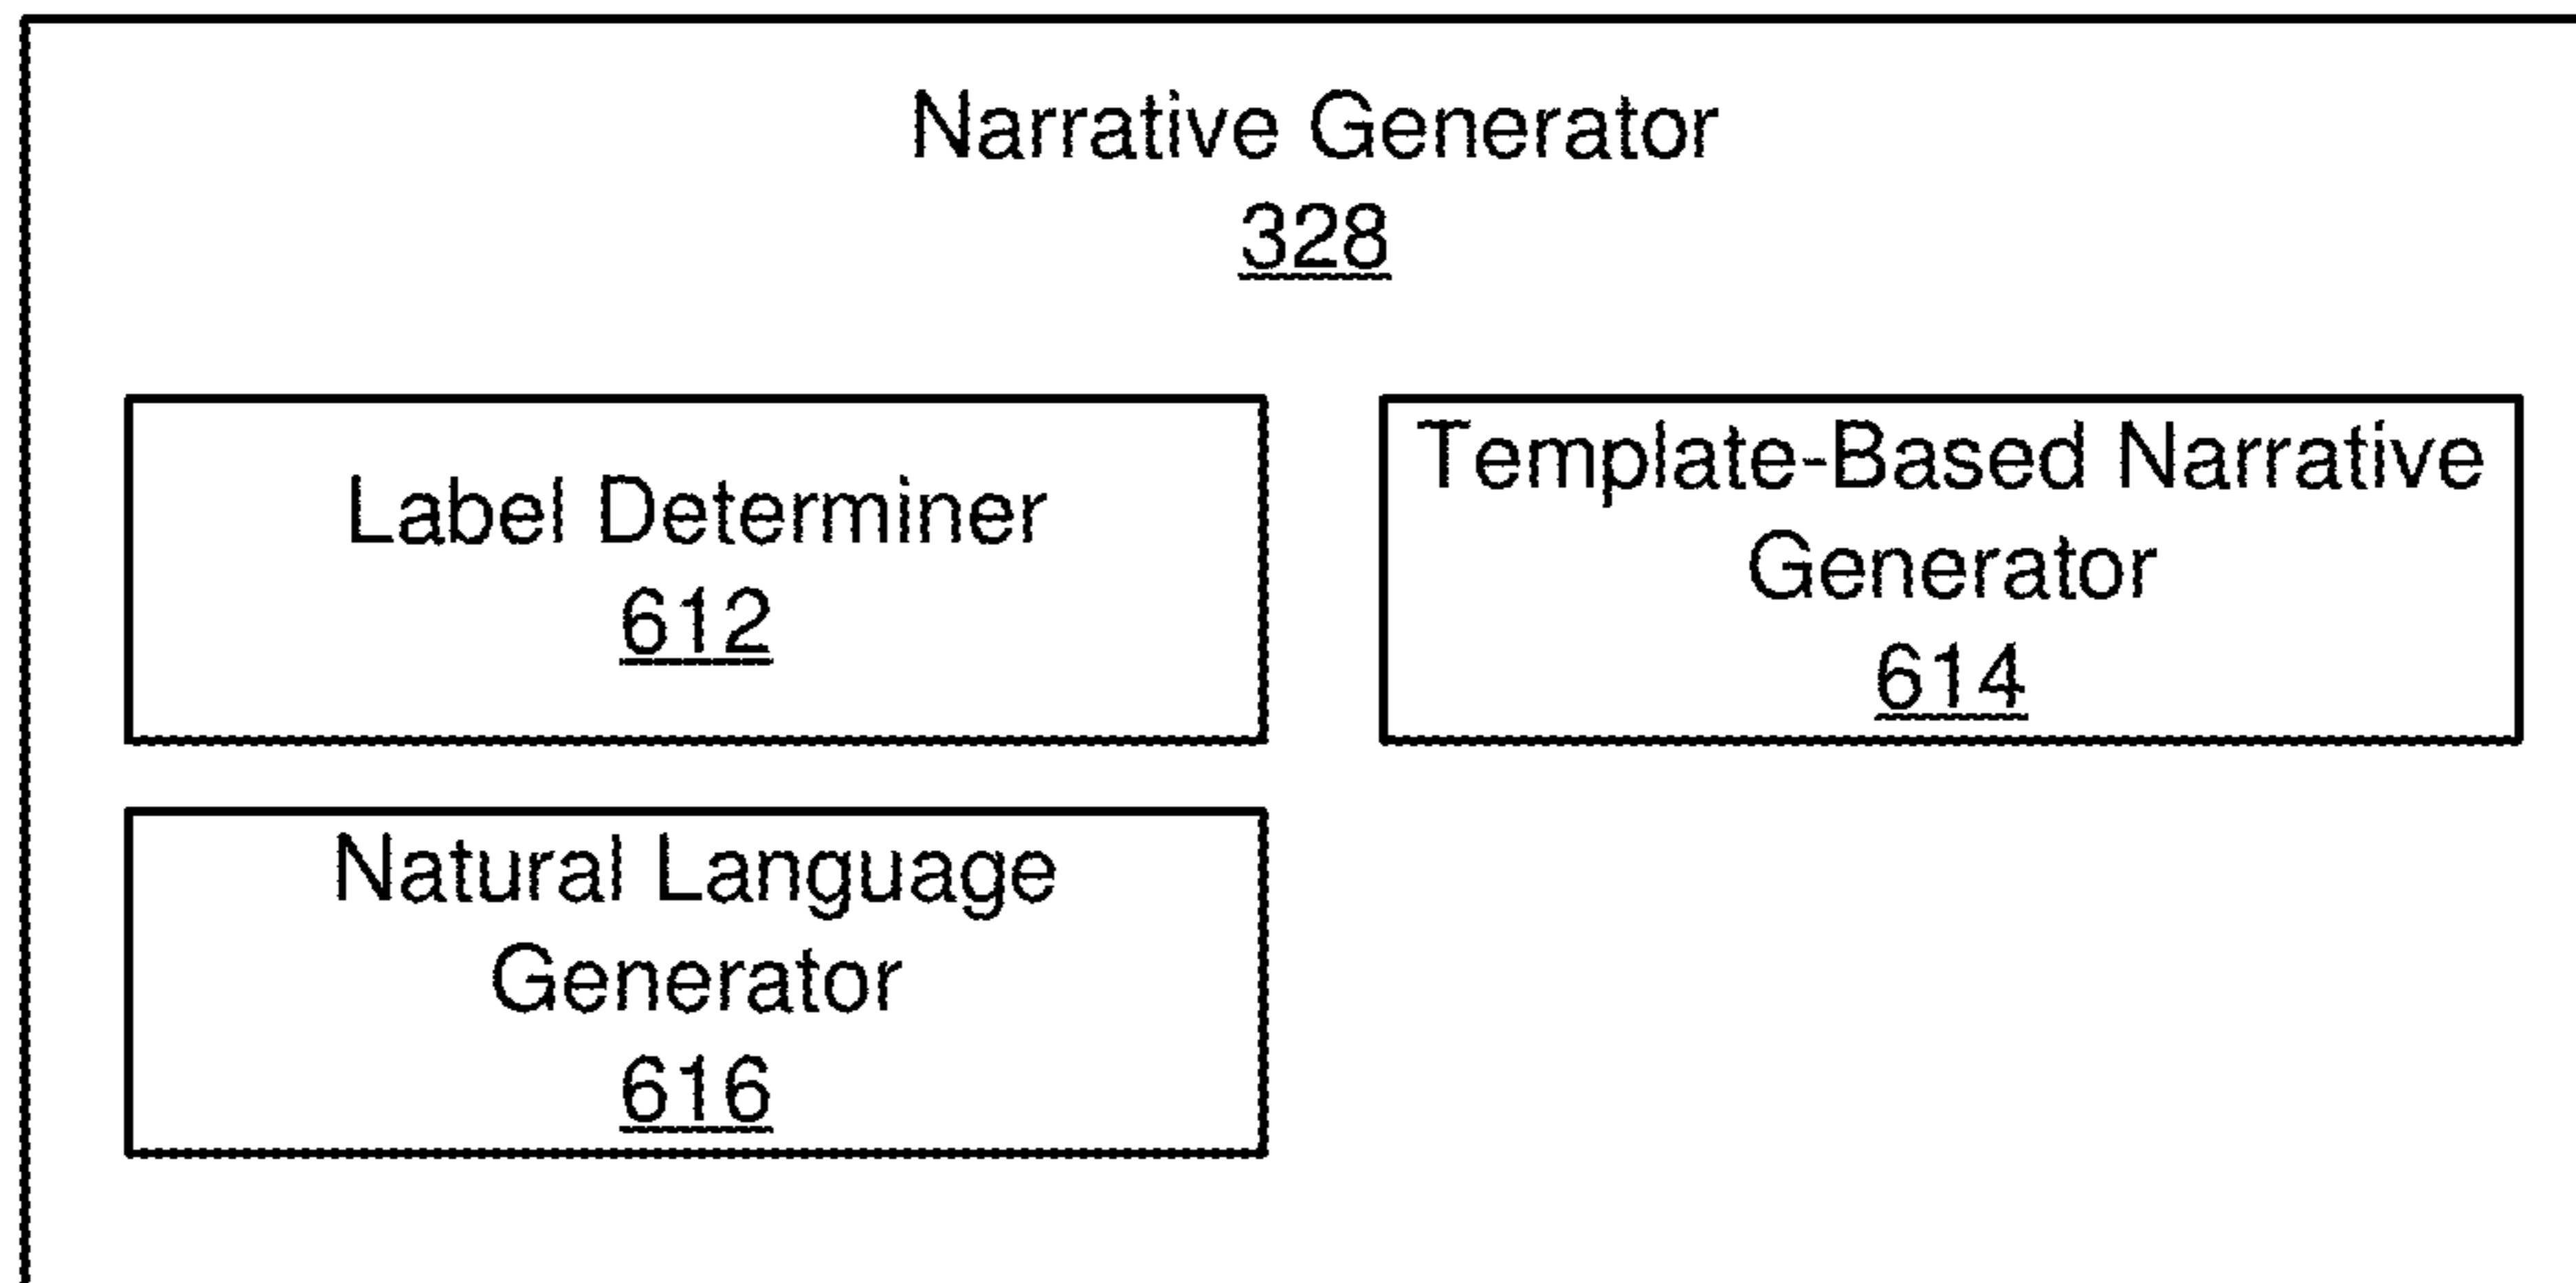 Narrative Generator
328
Label Determiner
612
Template-Based Narrative
Generator
614
Natural Language
Generator
616